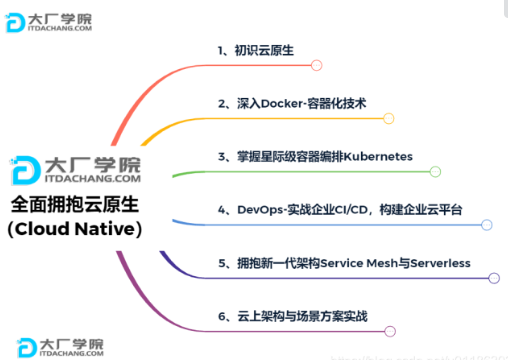 大厂学院
ITDACHANG.COM
1、初识云原生
2、深入Docker-容器化技术
3、掌握星际级容器编排Kubernetes
大厂学院
ITDACHANG.COM
全面拥抱云原生
（Cloud Native）
4、DevOps-实战企业CI/CD，构建企业云平台
5、拥抱新一代架构Service Mesh与Serverless
6、云上架构与场景方案实战
大厂学院
ITDACHANG.COM